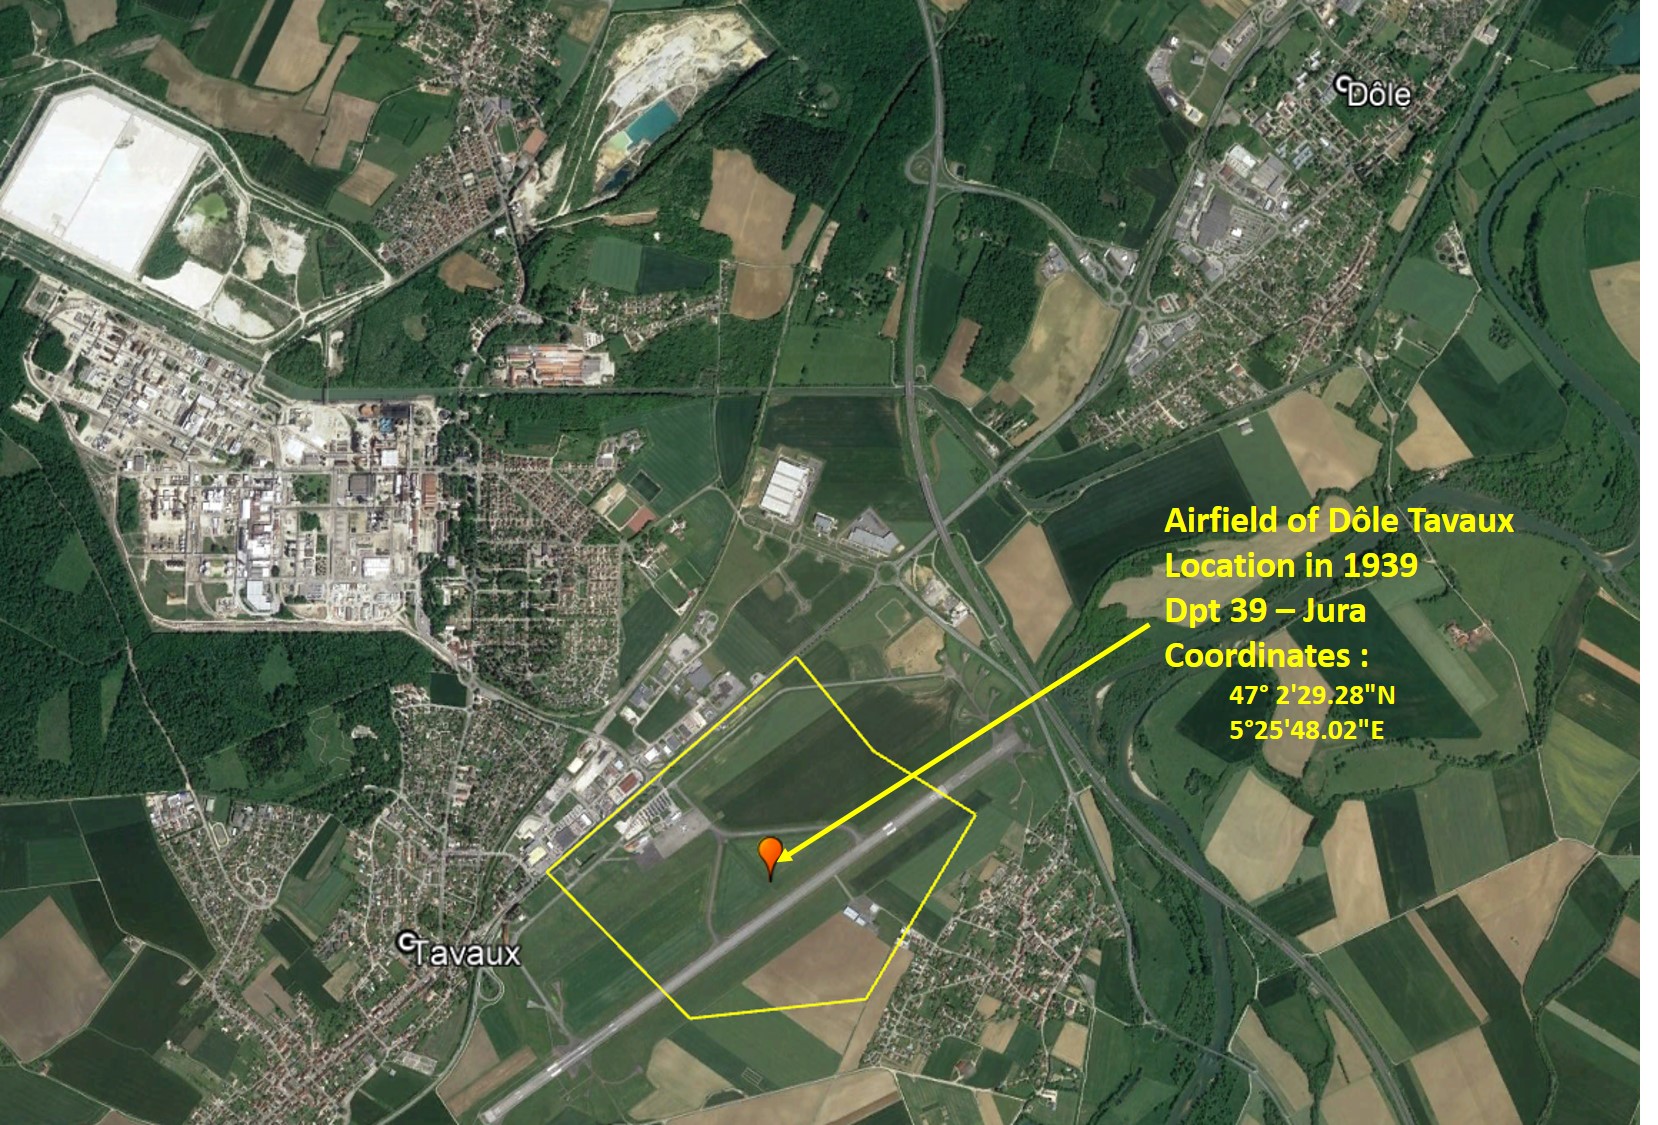 Dôle
Airfield of Dôle Tavaux
Location in 1939
Dpt 39 – Jura
Coordinates :
47° 2'29.28"N
5°25'48.02"E
Tavaux